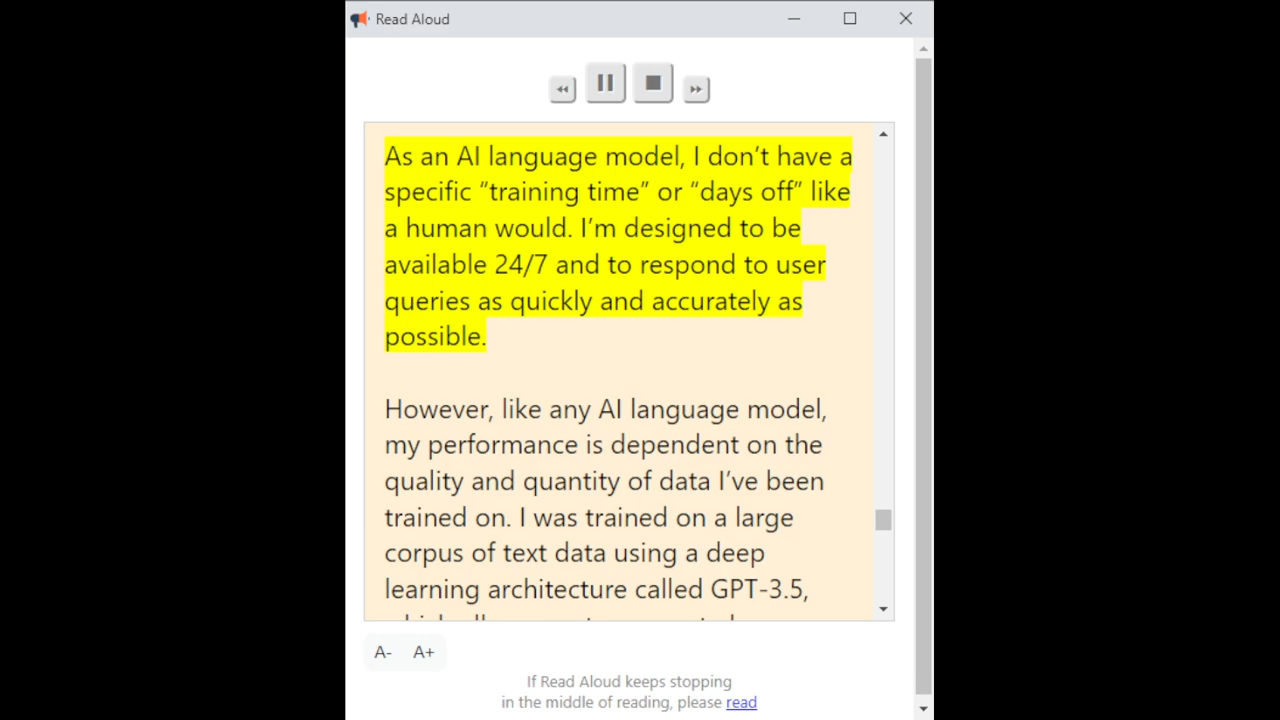 Read Aloud
As an AI language model, I don’t have a
specific “training time” or “days off” like
a human would. I’m designed to be
available 24/7 and to respond to user
queries as quickly and accurately as
possible.
However, like any AI language model,
my performance is dependent on the
quality and quantity of data I’ve been
trained on. I was trained on a large
corpus of text data using a deep
learning architecture called GPT-3.5,
A- A+
If Read Aloud keeps stopping
in the middle of reading, please read